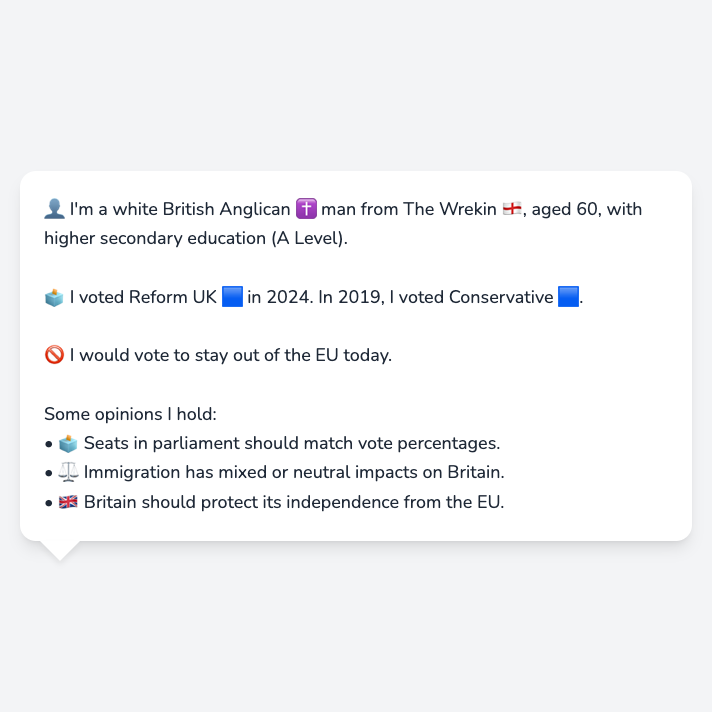 👤 I'm a white British Anglican ✝️ man from The Wrekin 🏴󠁧󠁢󠁥󠁮󠁧󠁿, aged 60, with
higher secondary education (A Level).
🗳️ I voted Reform UK 🟦 in 2024. In 2019, I voted Conservative 🟦.
🚫 I would vote to stay out of the EU today.
Some opinions I hold:
• 🗳️ Seats in parliament should match vote percentages.
• ⚖️ Immigration has mixed or neutral impacts on Britain.
• 🇬🇧 Britain should protect its independence from the EU.